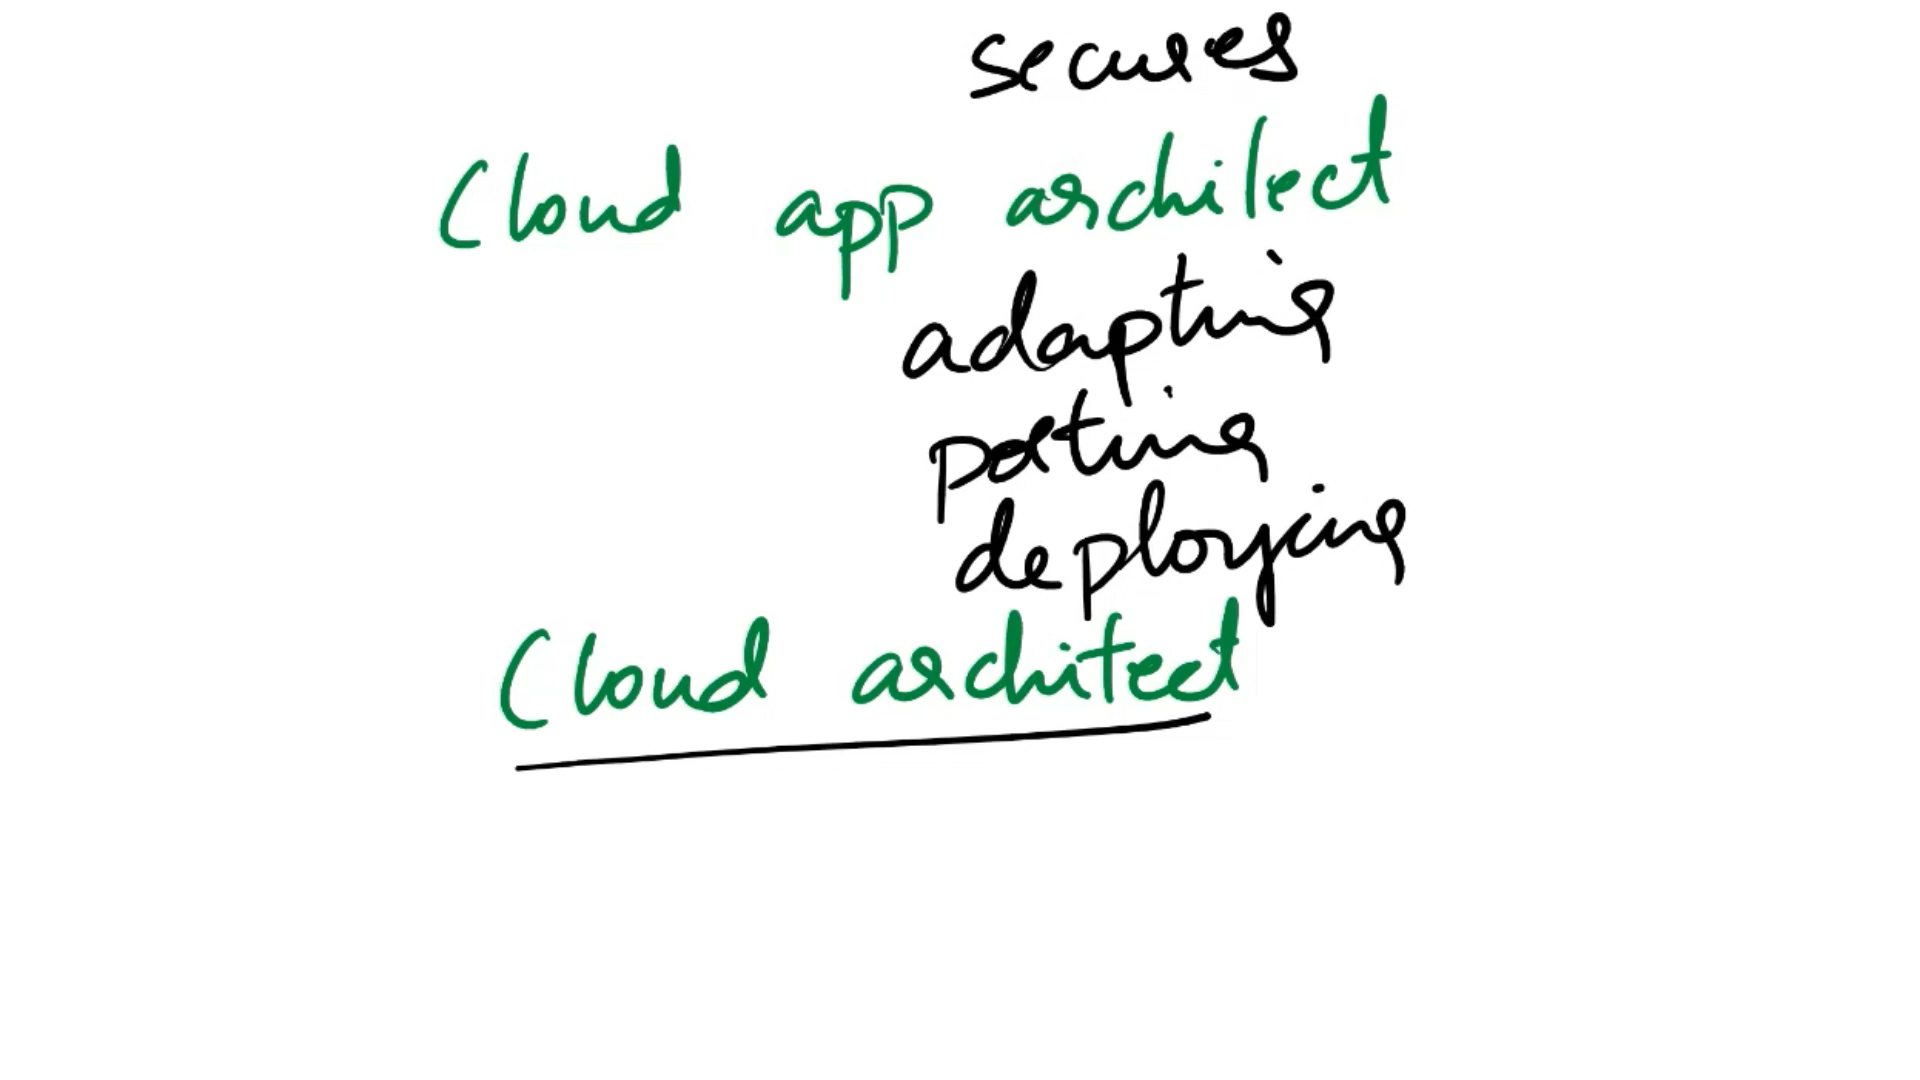 secures
Cloud app architect
adapting
porting
deploying
Cloud architect